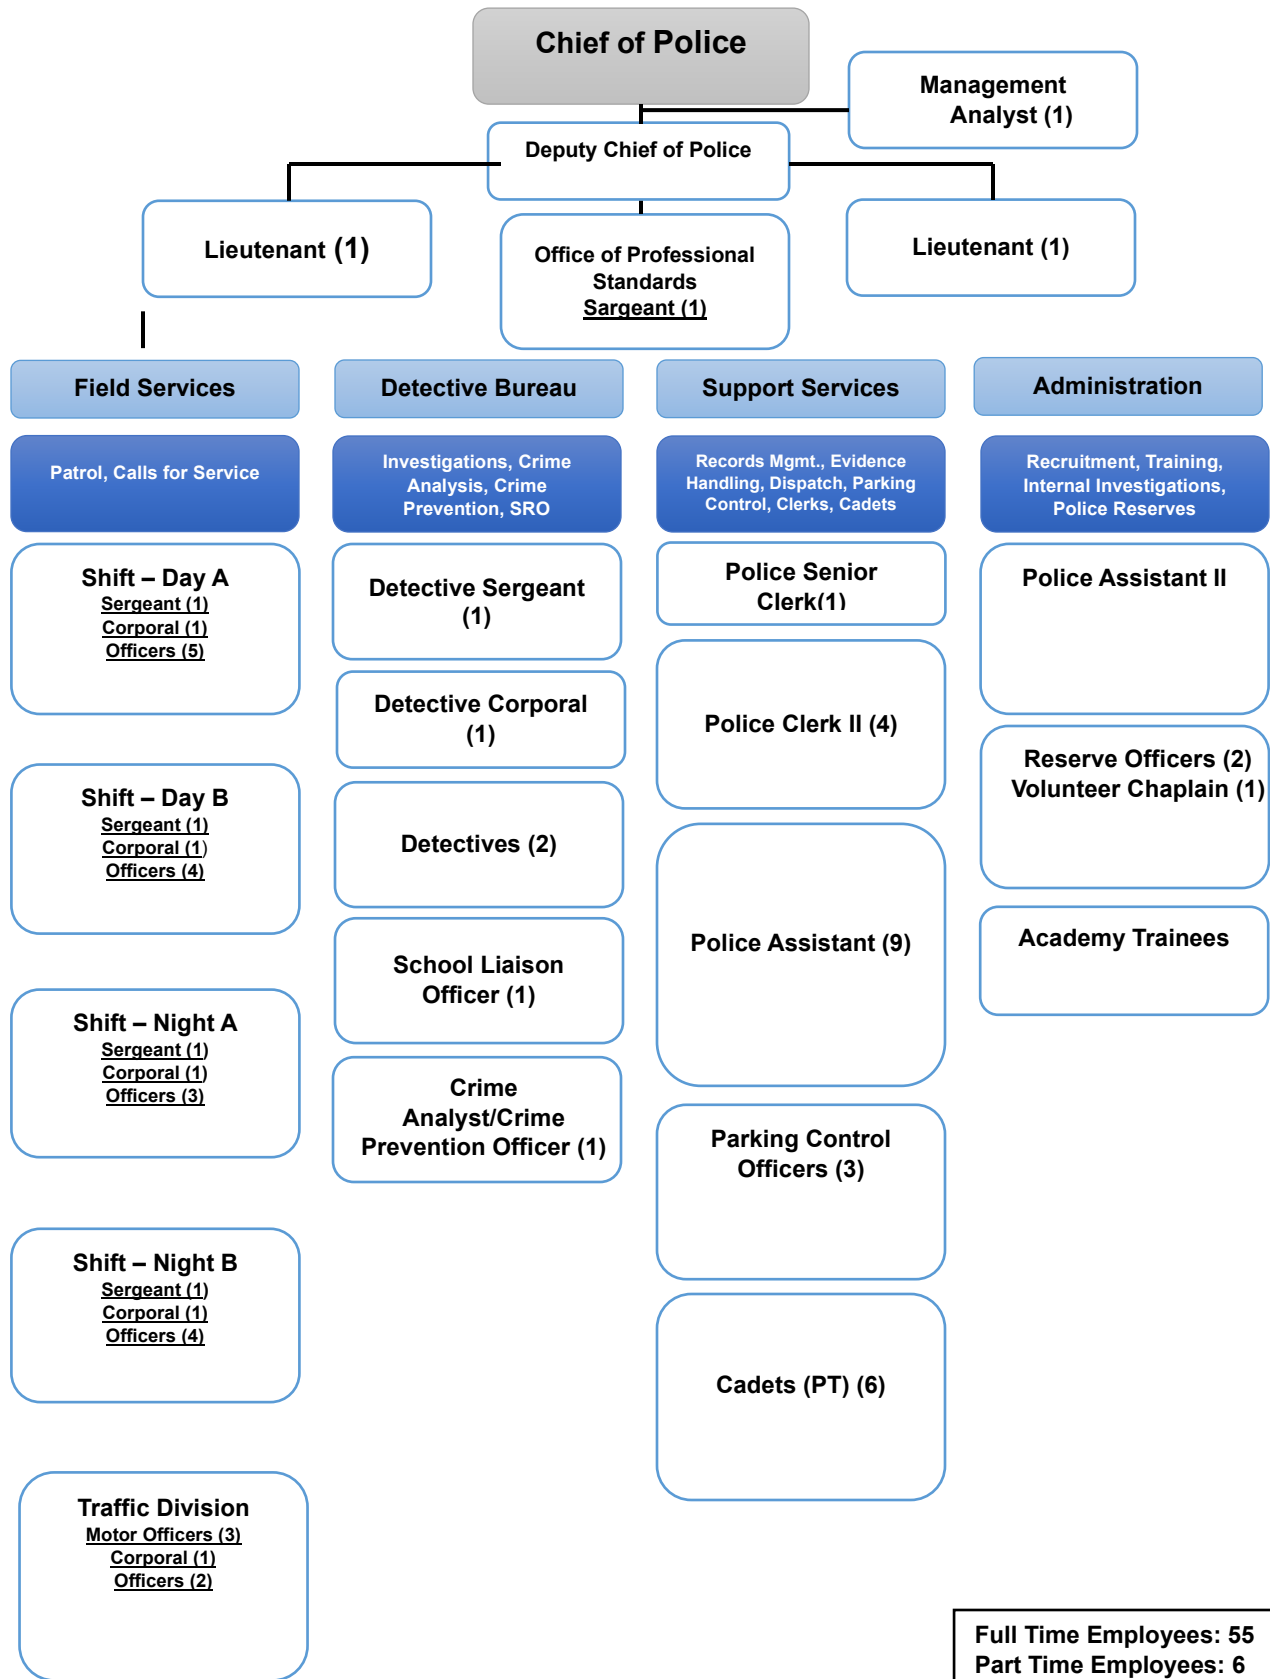 Chief of Police
Management
Analyst (1)
Deputy Chief of Police
Lieutenant (1)
Office of Professional
Standards
Sargeant (1)
Lieutenant (1)
Field Services
Patrol, Calls for Service
Shift – Day A
Sergeant (1)
Corporal (1)
Officers (5)
Shift – Day B
Sergeant (1)
Corporal (1)
Officers (4)
Shift – Night A
Sergeant (1)
Corporal (1)
Officers (3)
Shift – Night B
Sergeant (1)
Corporal (1)
Officers (4)
Traffic Division
Motor Officers (3)
Corporal (1)
Officers (2)
Detective Bureau
Investigations, Crime
Analysis, Crime
Prevention, SRO
Detective Sergeant
(1)
Detective Corporal
(1)
Detectives (2)
School Liaison
Officer (1)
Crime
Analyst/Crime
Prevention Officer (1)
Support Services
Records Mgmt., Evidence
Handling, Dispatch, Parking
Control, Clerks, Cadets
Police Senior
Clerk(1)
Police Clerk II (4)
Police Assistant (9)
Parking Control
Officers (3)
Cadets (PT) (6)
Administration
Recruitment, Training,
Internal Investigations,
Police Reserves
Police Assistant II
Reserve Officers (2)
Volunteer Chaplain (1)
Academy Trainees
Full Time Employees: 55
Part Time Employees: 6